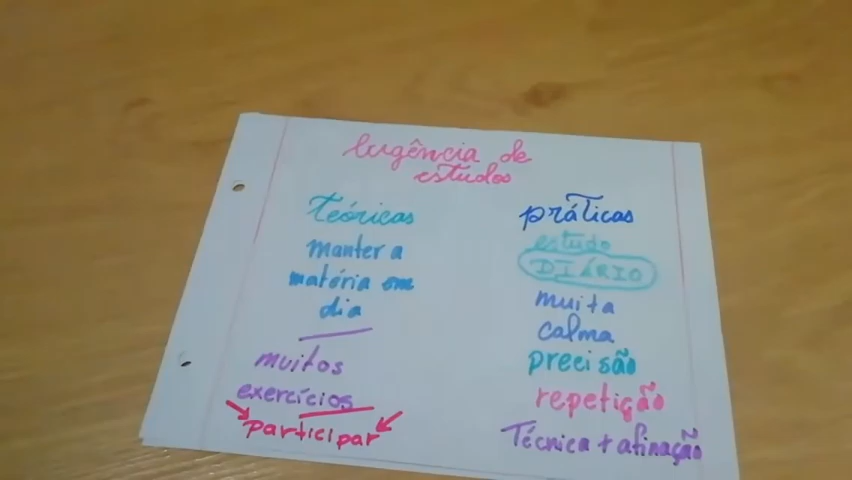 Exigência de
estudos
teóricas
manter a
matéria em
dia
muitos
exercícios
participar
práticas
estudo
DIÁRIO
muita
calma
precisão
repetição
Técnica + afinação